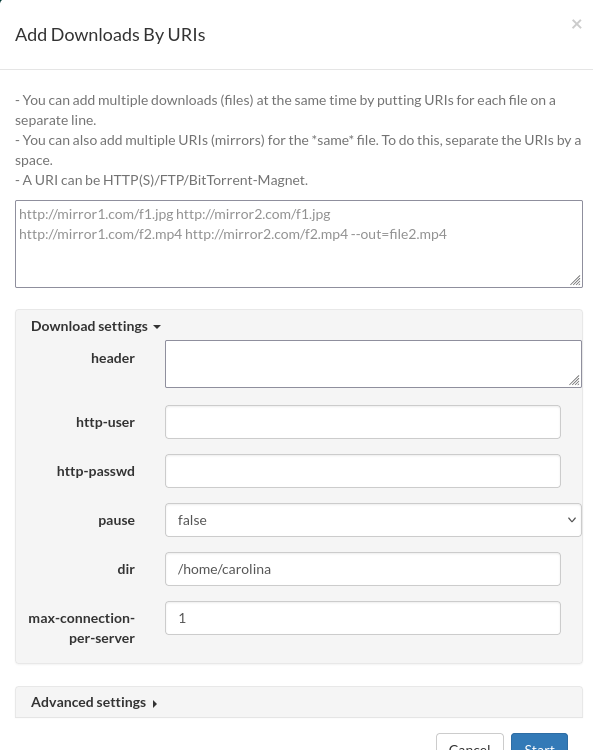 Add Downloads By URIs
×
- You can add multiple downloads (files) at the same time by putting URIs for each file on a
separate line.
- You can also add multiple URIs (mirrors) for the *same* file. To do this, separate the URIs by a
space.
- A URI can be HTTP(S)/FTP/BitTorrent-Magnet.
http://mirror1.com/f1.jpg http://mirror2.com/f1.jpg
http://mirror1.com/f2.mp4 http://mirror2.com/f2.mp4 --out=file2.mp4
Download settings
header
http-user
http-passwd
pause
false
dir
/home/carolina
max-connection-
per-server
1
Advanced settings
Cancel
Start